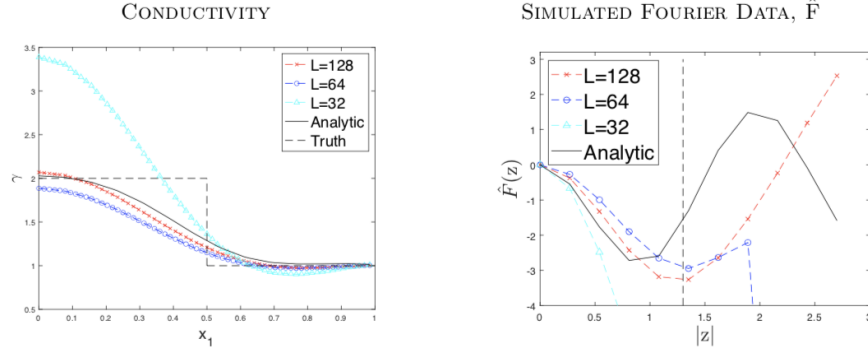 CONDUCTIVITY
3.5
3
2.5
2
1.5
1
0.5
γ
0
0.1
0.2
0.3
0.4
0.5
0.6
0.7
0.8
0.9
1
x₁
L=128
L=64
L=32
Analytic
Truth
SIMULATED FOURIER DATA, F̂
3
2
1
0
-1
-2
-3
-4
F̂(z)
0
0.5
1
1.5
2
2.5
3
|z|
L=128
L=64
L=32
Analytic